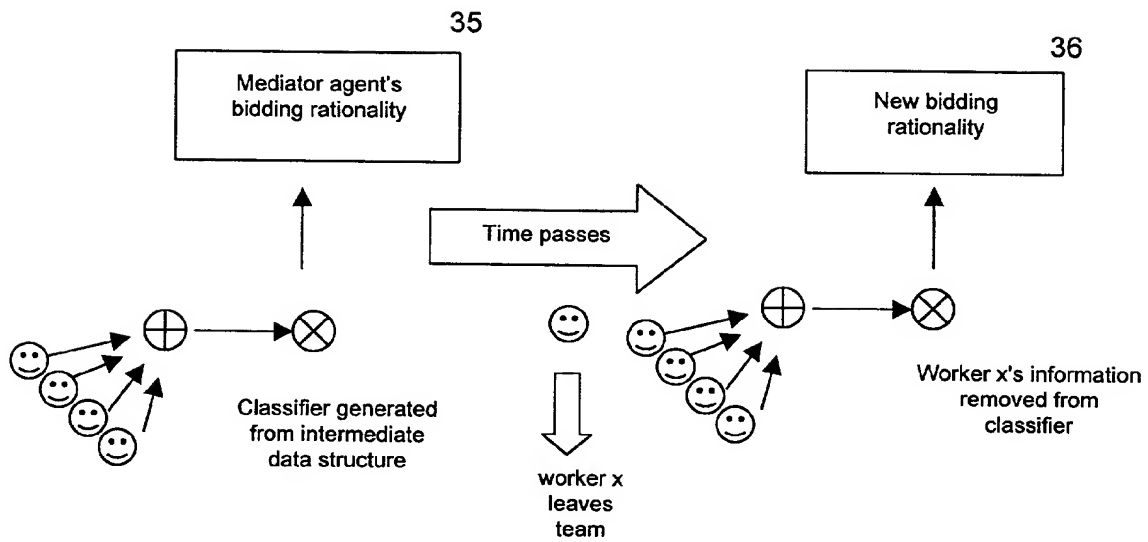 35
Mediator agent's
bidding rationality
36
New bidding
rationality
Time passes
Classifier generated
from intermediate
data structure
worker x
leaves
team
Worker x's information
removed from
classifier